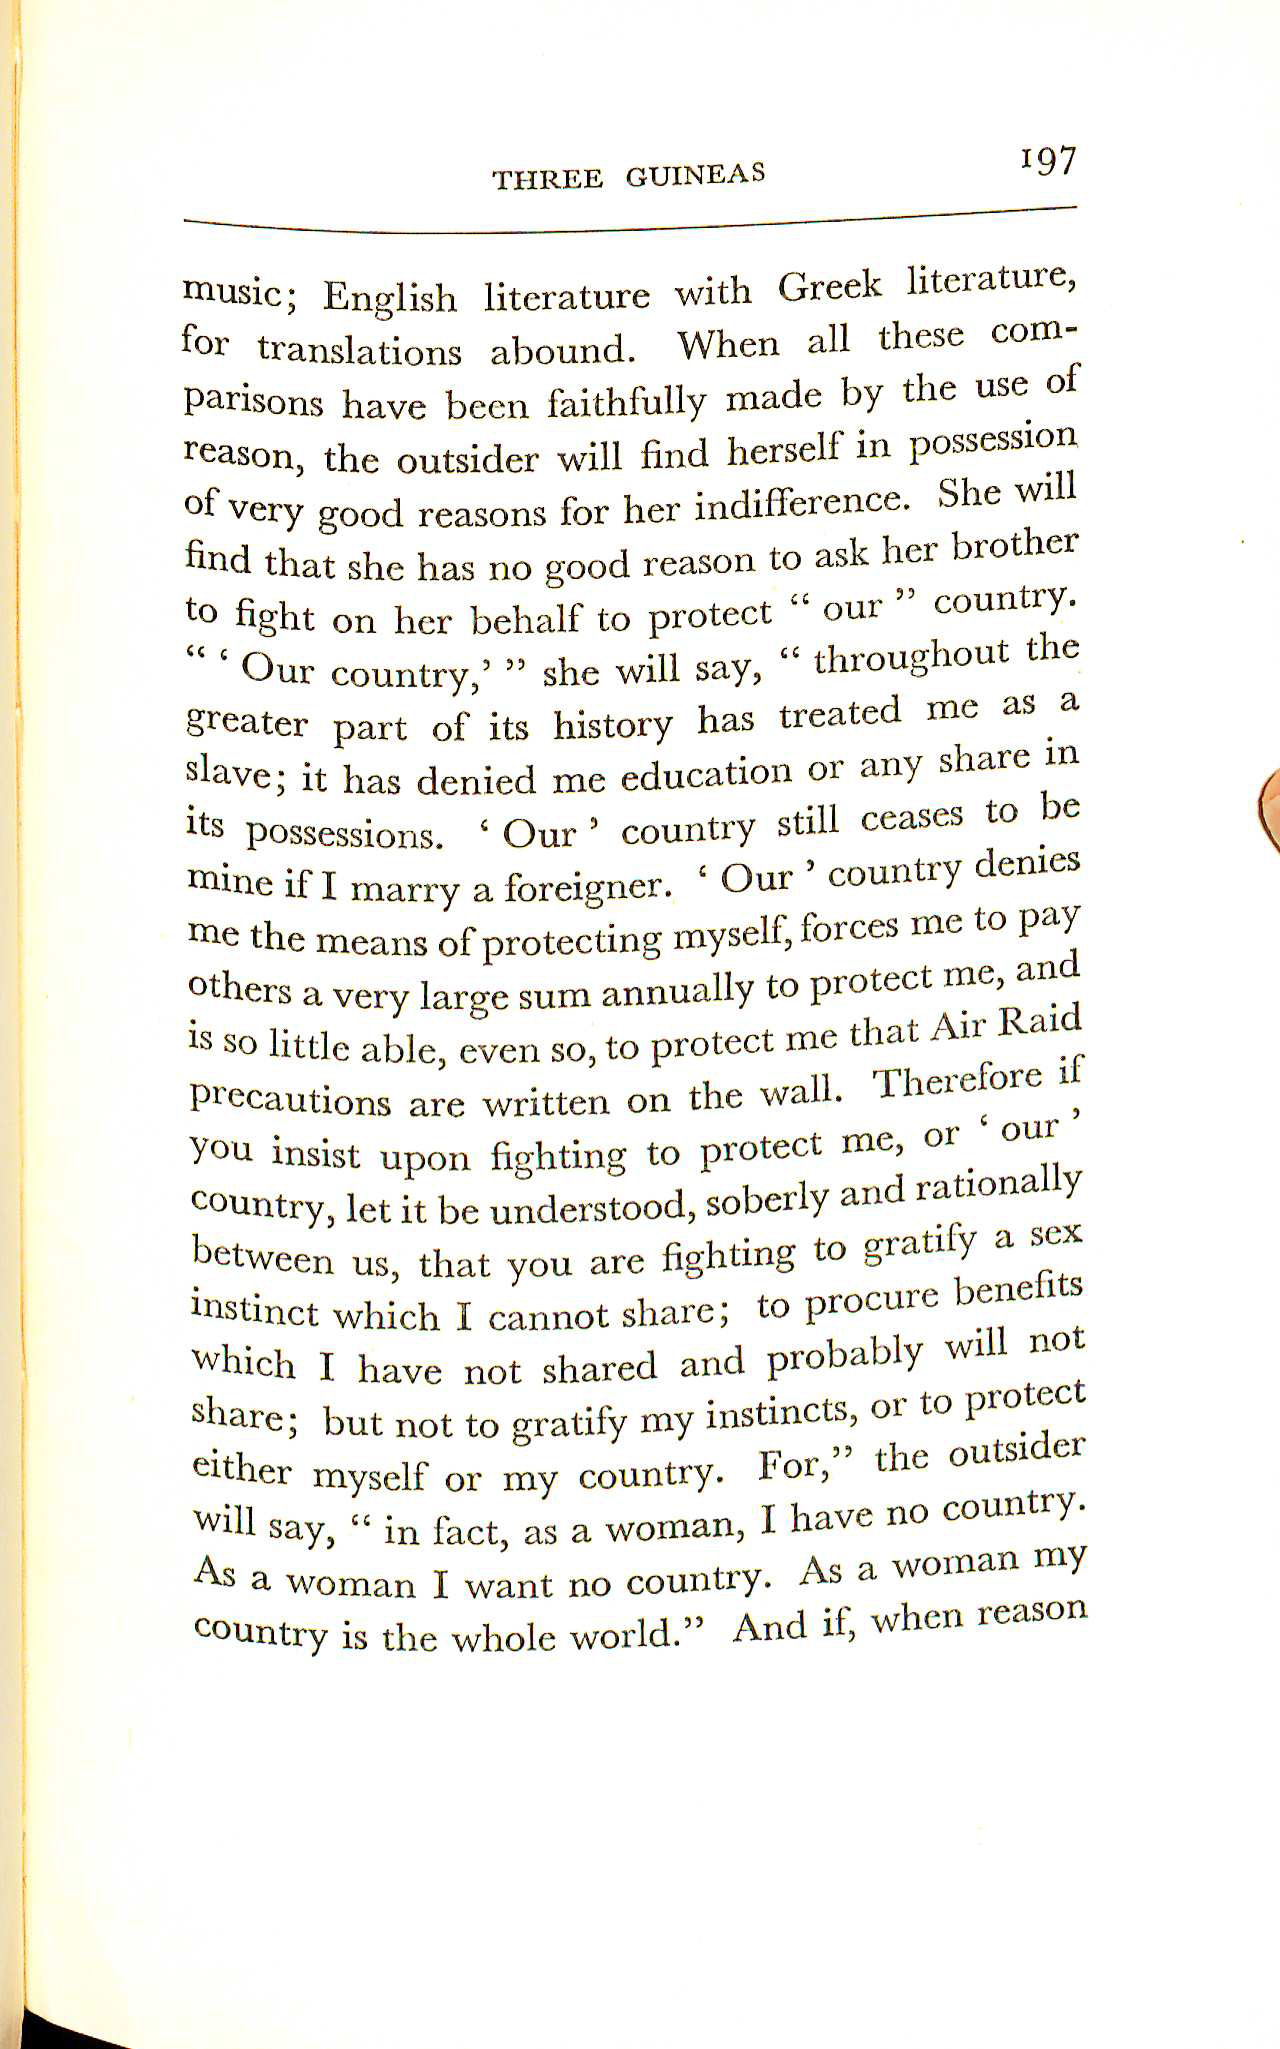 THREE GUINEAS 197
music; English literature with Greek literature,
for translations abound. When all these com-
parisons have been faithfully made by the use of
reason, the outsider will find herself in possession
of very good reasons for her indifference. She will
find that she has no good reason to ask her brother
to fight on her behalf to protect “ our ” country.
“ ‘ Our country,’ ” she will say, “ throughout the
greater part of its history has treated me as a
slave; it has denied me education or any share in
its possessions. ‘ Our ’ country still ceases to be
mine if I marry a foreigner. ‘ Our ’ country denies
me the means of protecting myself, forces me to pay
others a very large sum annually to protect me, and
is so little able, even so, to protect me that Air Raid
precautions are written on the wall. Therefore if
you insist upon fighting to protect me, or ‘ our ’
country, let it be understood, soberly and rationally
between us, that you are fighting to gratify a sex
instinct which I cannot share; to procure benefits
which I have not shared and probably will not
share; but not to gratify my instincts, or to protect
either myself or my country. For,” the outsider
will say, “ in fact, as a woman, I have no country.
As a woman I want no country. As a woman my
country is the whole world.” And if, when reason